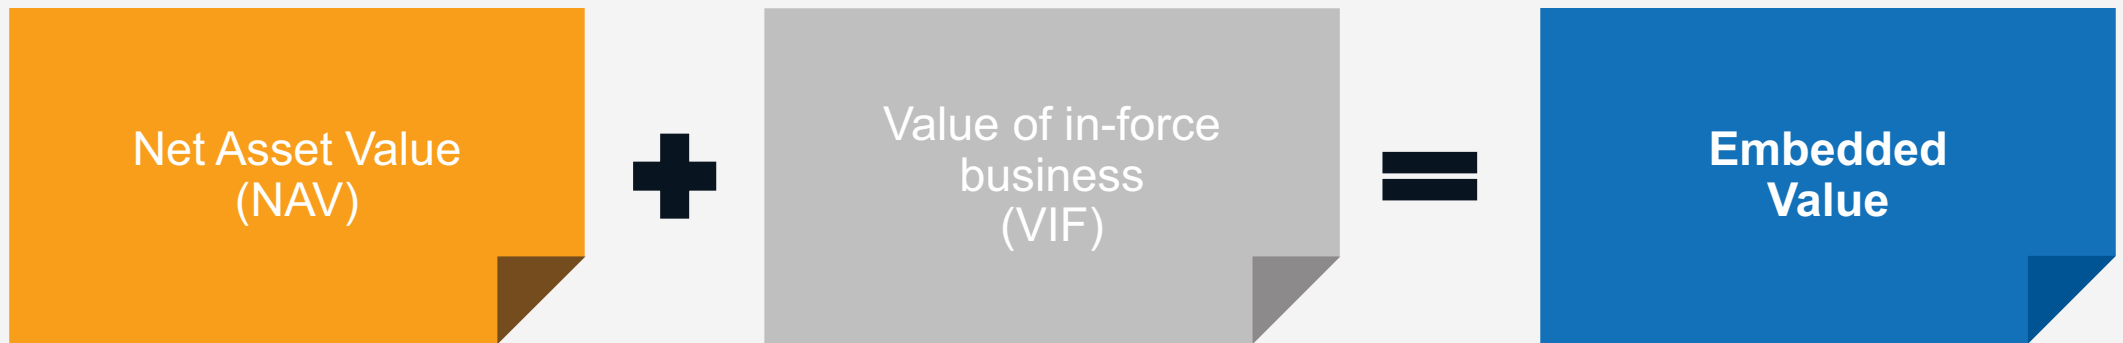 Net Asset Value
(NAV)
Value of in-force
business
(VIF)
Embedded
Value